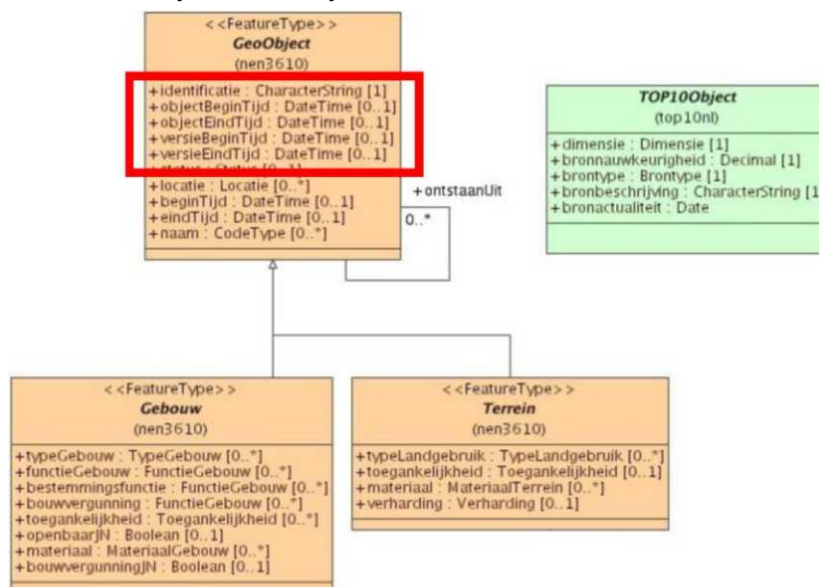 <<FeatureType>>
GeoObject
(nen3610)
+identificatie : CharacterString [1]
+objectBeginTijd : DateTime [0..1]
+objectEindTijd : DateTime [0..1]
+versieBeginTijd : DateTime [0..1]
+versieEindTijd : DateTime [0..1]
+status : Status [0..1]
+locatie : Locatie [0..*]
+beginTijd : DateTime [0..1]
+eindTijd : DateTime [0..1]
+naam : CodeType [0..*]
+ontstaanUit
0..*
TOP10Object
(top10nl)
+dimensie : Dimensie [1]
+bronnauwkeurigheid : Decimal [1]
+brontype : Brontype [1]
+bronbeschrijving : CharacterString [1
+bronactualiteit : Date
<<FeatureType>>
Gebouw
(nen3610)
+typeGebouw : TypeGebouw [0..*]
+functieGebouw : FunctieGebouw [0..*]
+bestemmingsfunctie : FunctieGebouw [0..*]
+bouwvergunning : FunctieGebouw [0..*]
+toegankelijkheid : Toegankelijkheid [0..*]
+openbaarJN : Boolean [0..1]
+materiaal : MateriaalGebouw [0..*]
+bouwvergunningJN : Boolean [0..1]
<<FeatureType>>
Terrein
(nen3610)
+typeLandgebruik : TypeLandgebruik [0..*]
+toegankelijkheid : Toegankelijkheid [0..1]
+materiaal : MateriaalTerrein [0..*]
+verharding : Verharding [0..1]